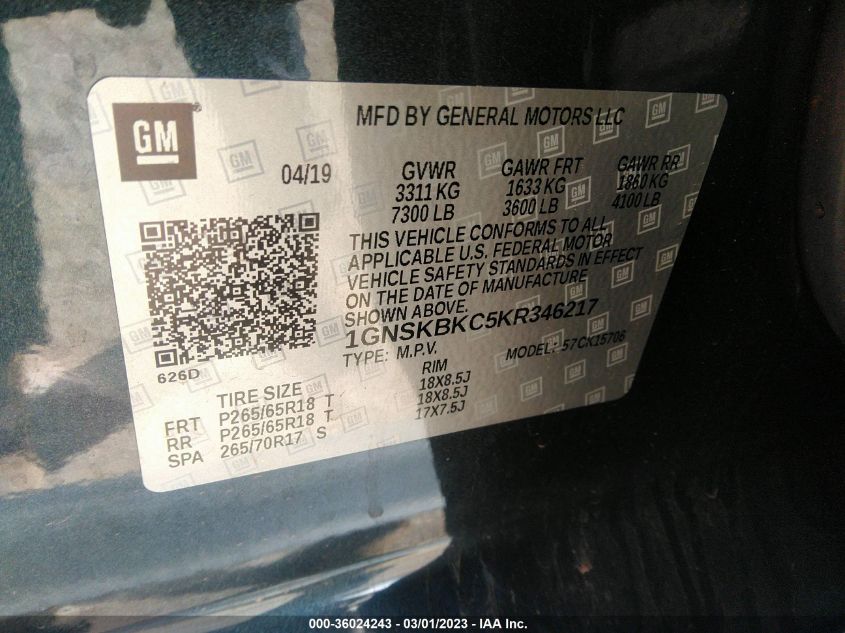 GM
MFD BY GENERAL MOTORS LLC
04/19
GVWR GAWR FRT GAWR RR
3311 KG 1633 KG 1860 KG
7300 LB 3600 LB 4100 LB
THIS VEHICLE CONFORMS TO ALL
APPLICABLE U.S. FEDERAL MOTOR
VEHICLE SAFETY STANDARDS IN EFFECT
ON THE DATE OF MANUFACTURE
SHOWN ABOVE.
1GNSKBKC5KR346217
TYPE: M.P.V. MODEL: 57CK15706
626D
TIRE SIZE RIM
FRT P265/65R18 T 18X8.5J
RR P265/65R18 T 18X8.5J
SPA 265/70R17 S 17X7.5J
000-36024243 - 03/01/2023 - IAA Inc.